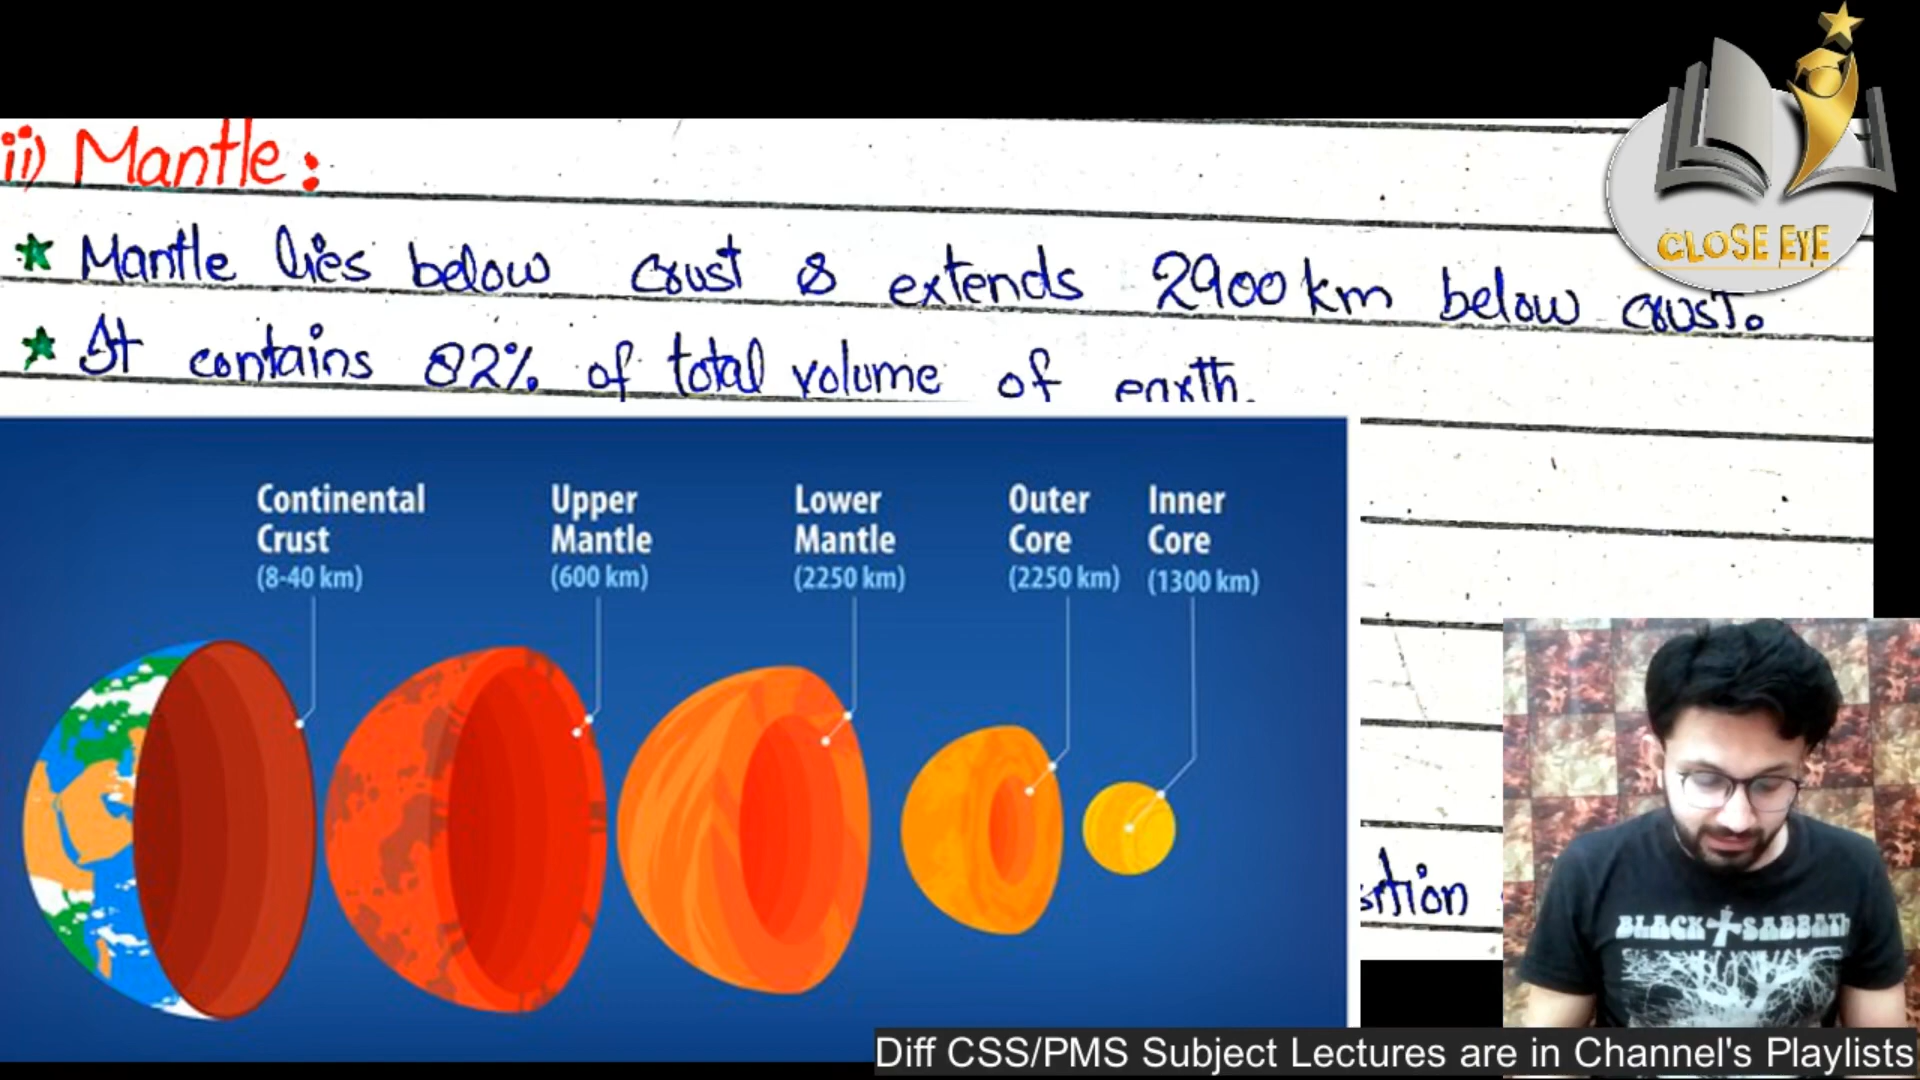 ii) Mantle:
CLOSE EYE
★ Mantle lies below crust & extends 2900 km below crust.
★ It contains 82% of total volume of earth.
Continental Crust (8-40 km)
Upper Mantle (600 km)
Lower Mantle (2250 km)
Outer Core (2250 km)
Inner Core (1300 km)
BLACK SABBATH
Diff CSS/PMS Subject Lectures are in Channel's Playlists